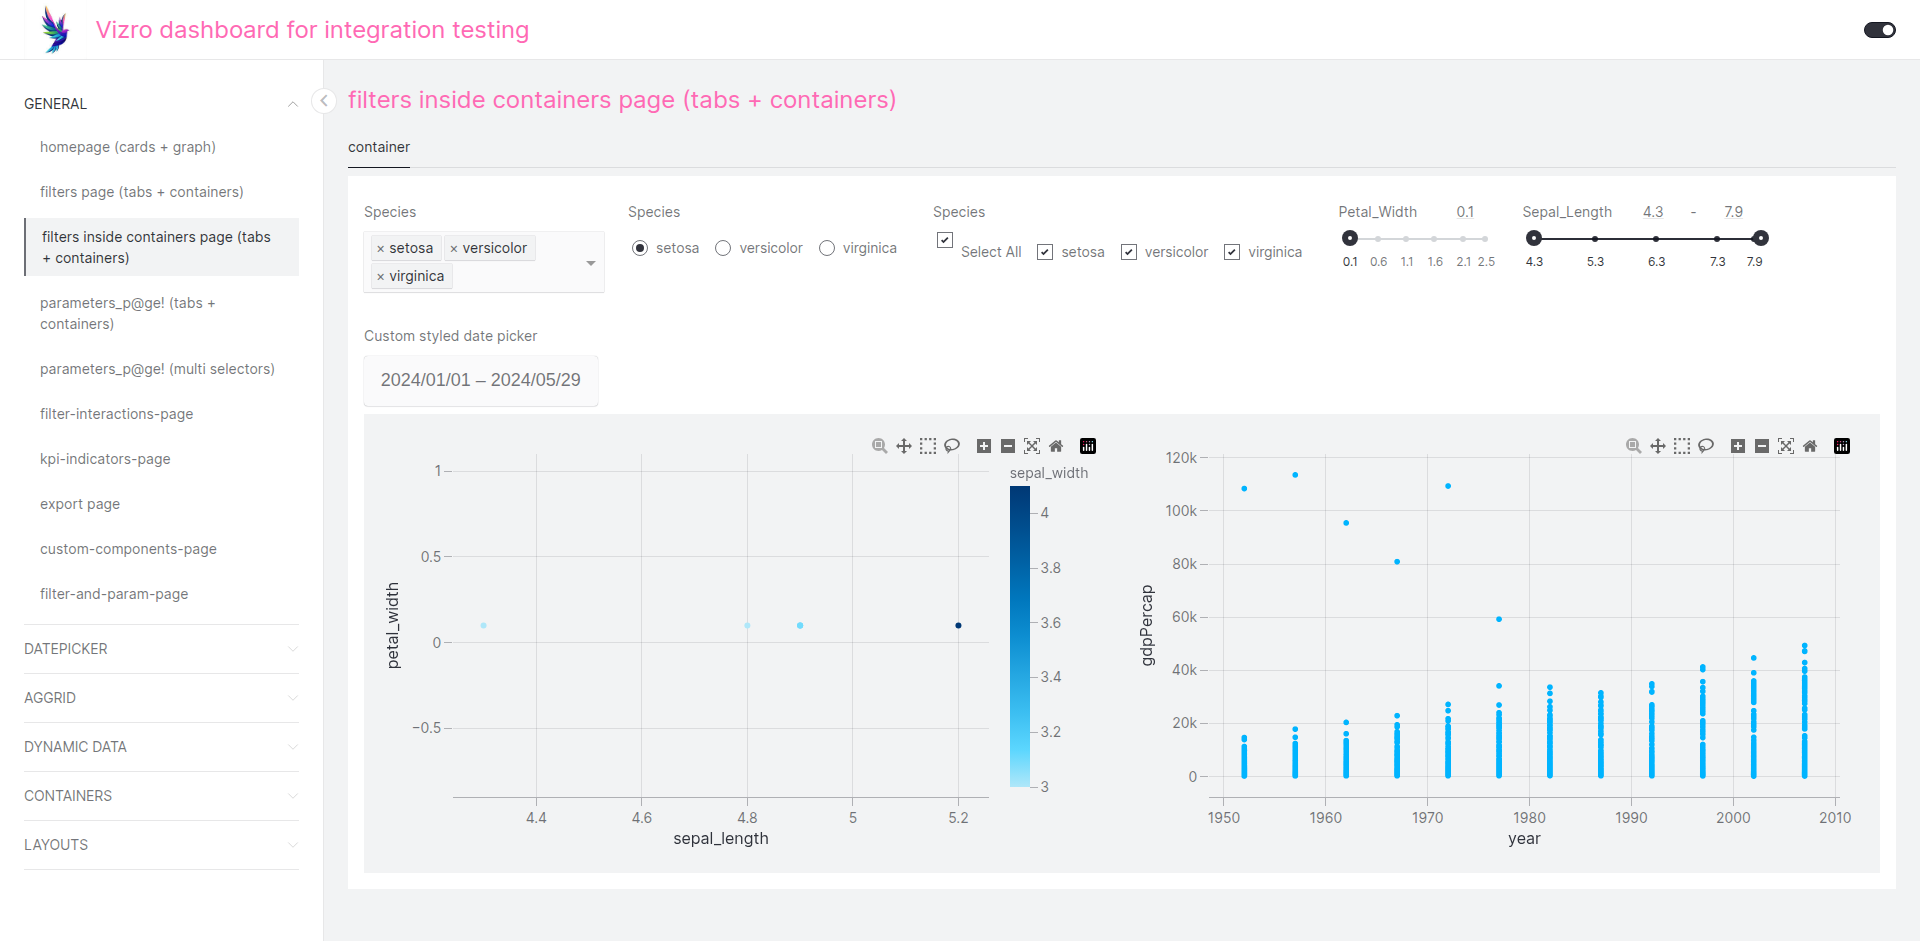 Vizro dashboard for integration testing
GENERAL
homepage (cards + graph)
filters page (tabs + containers)
filters inside containers page (tabs
+ containers)
parameters_p@ge! (tabs +
containers)
parameters_p@ge! (multi selectors)
filter-interactions-page
kpi-indicators-page
export page
custom-components-page
filter-and-param-page
DATEPICKER
AGGRID
DYNAMIC DATA
CONTAINERS
LAYOUTS
filters inside containers page (tabs + containers)
container
Species
× setosa × versicolor
× virginica
Species
setosa versicolor virginica
Species
Select All setosa versicolor virginica
Petal_Width 0.1
0.1 0.6 1.1 1.6 2.1 2.5
Sepal_Length 4.3 - 7.9
4.3 5.3 6.3 7.3 7.9
Custom styled date picker
2024/01/01 – 2024/05/29
1
0.5
0
−0.5
petal_width
4.4 4.6 4.8 5 5.2
sepal_length
sepal_width
4
3.8
3.6
3.4
3.2
3
120k
100k
80k
60k
40k
20k
0
gdpPercap
1950 1960 1970 1980 1990 2000 2010
year